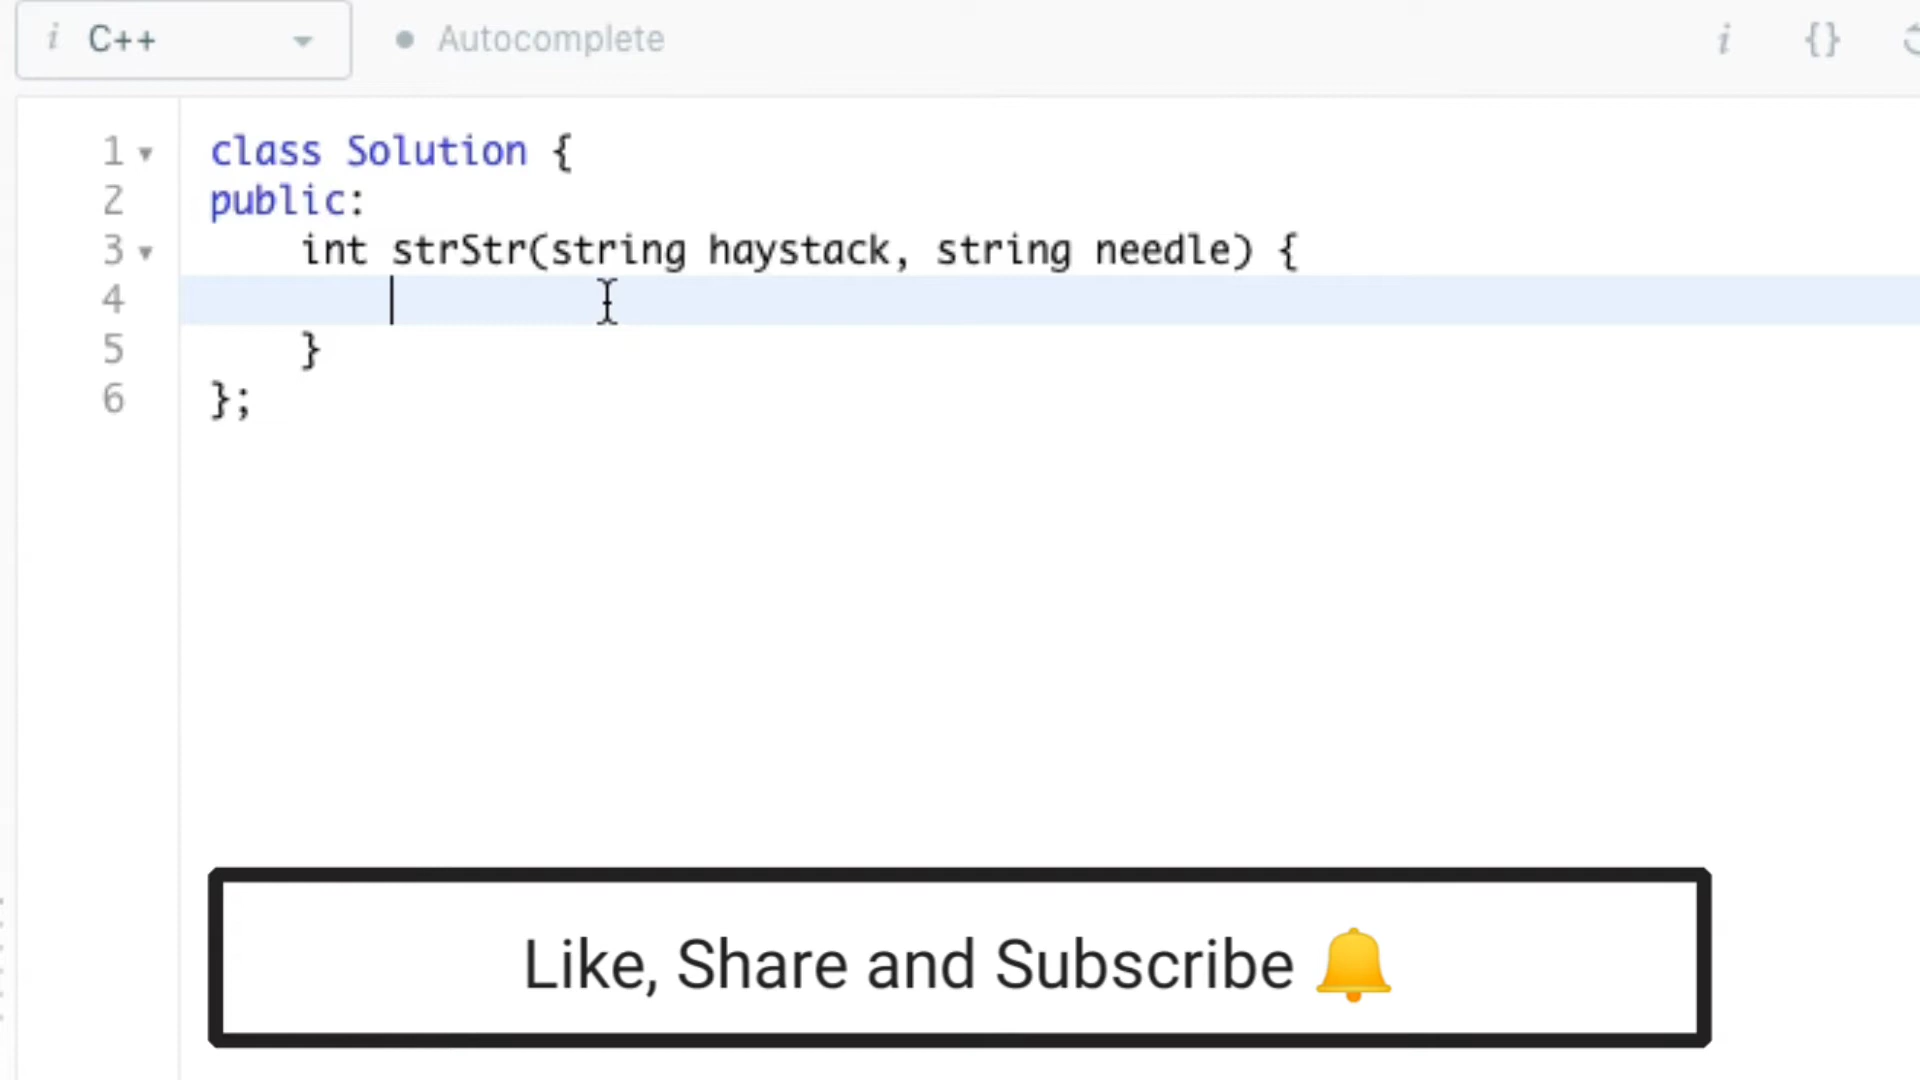 i C++ Autocomplete i {}
1 class Solution {
2 public:
3     int strStr(string haystack, string needle) {
4
5     }
6 };
Like, Share and Subscribe 🔔